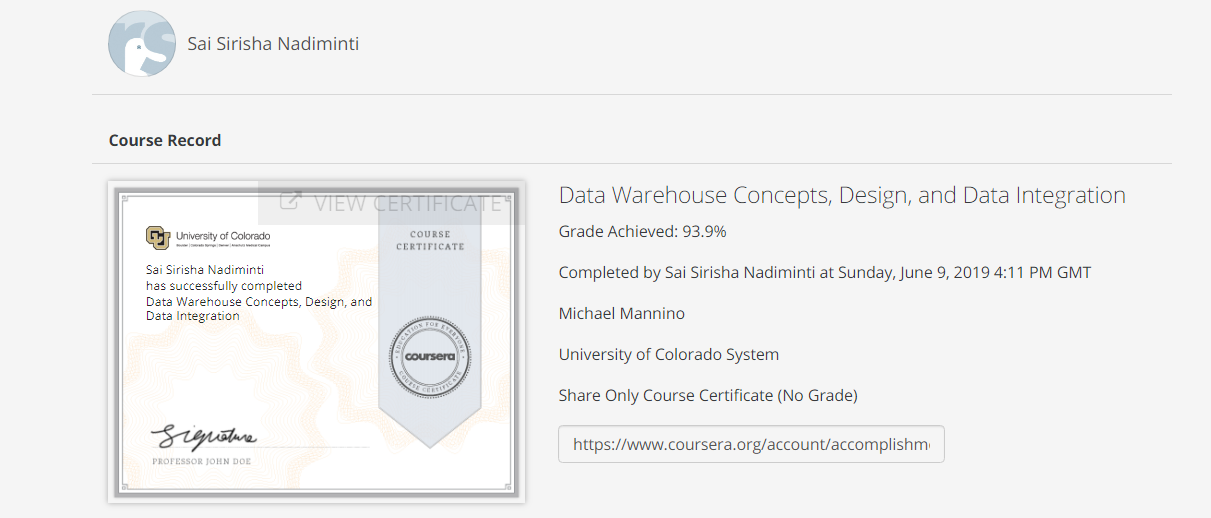 Sai Sirisha Nadiminti
Course Record
VIEW CERTIFICATE
University of Colorado
Boulder | Colorado Springs | Denver | Anschutz Medical Campus
COURSE
CERTIFICATE
Sai Sirisha Nadiminti
has successfully completed
Data Warehouse Concepts, Design, and
Data Integration
EDUCATION FOR EVERYONE
coursera
COURSE CERTIFICATE
Signature
PROFESSOR JOHN DOE
Data Warehouse Concepts, Design, and Data Integration
Grade Achieved: 93.9%
Completed by Sai Sirisha Nadiminti at Sunday, June 9, 2019 4:11 PM GMT
Michael Mannino
University of Colorado System
Share Only Course Certificate (No Grade)
https://www.coursera.org/account/accomplishm